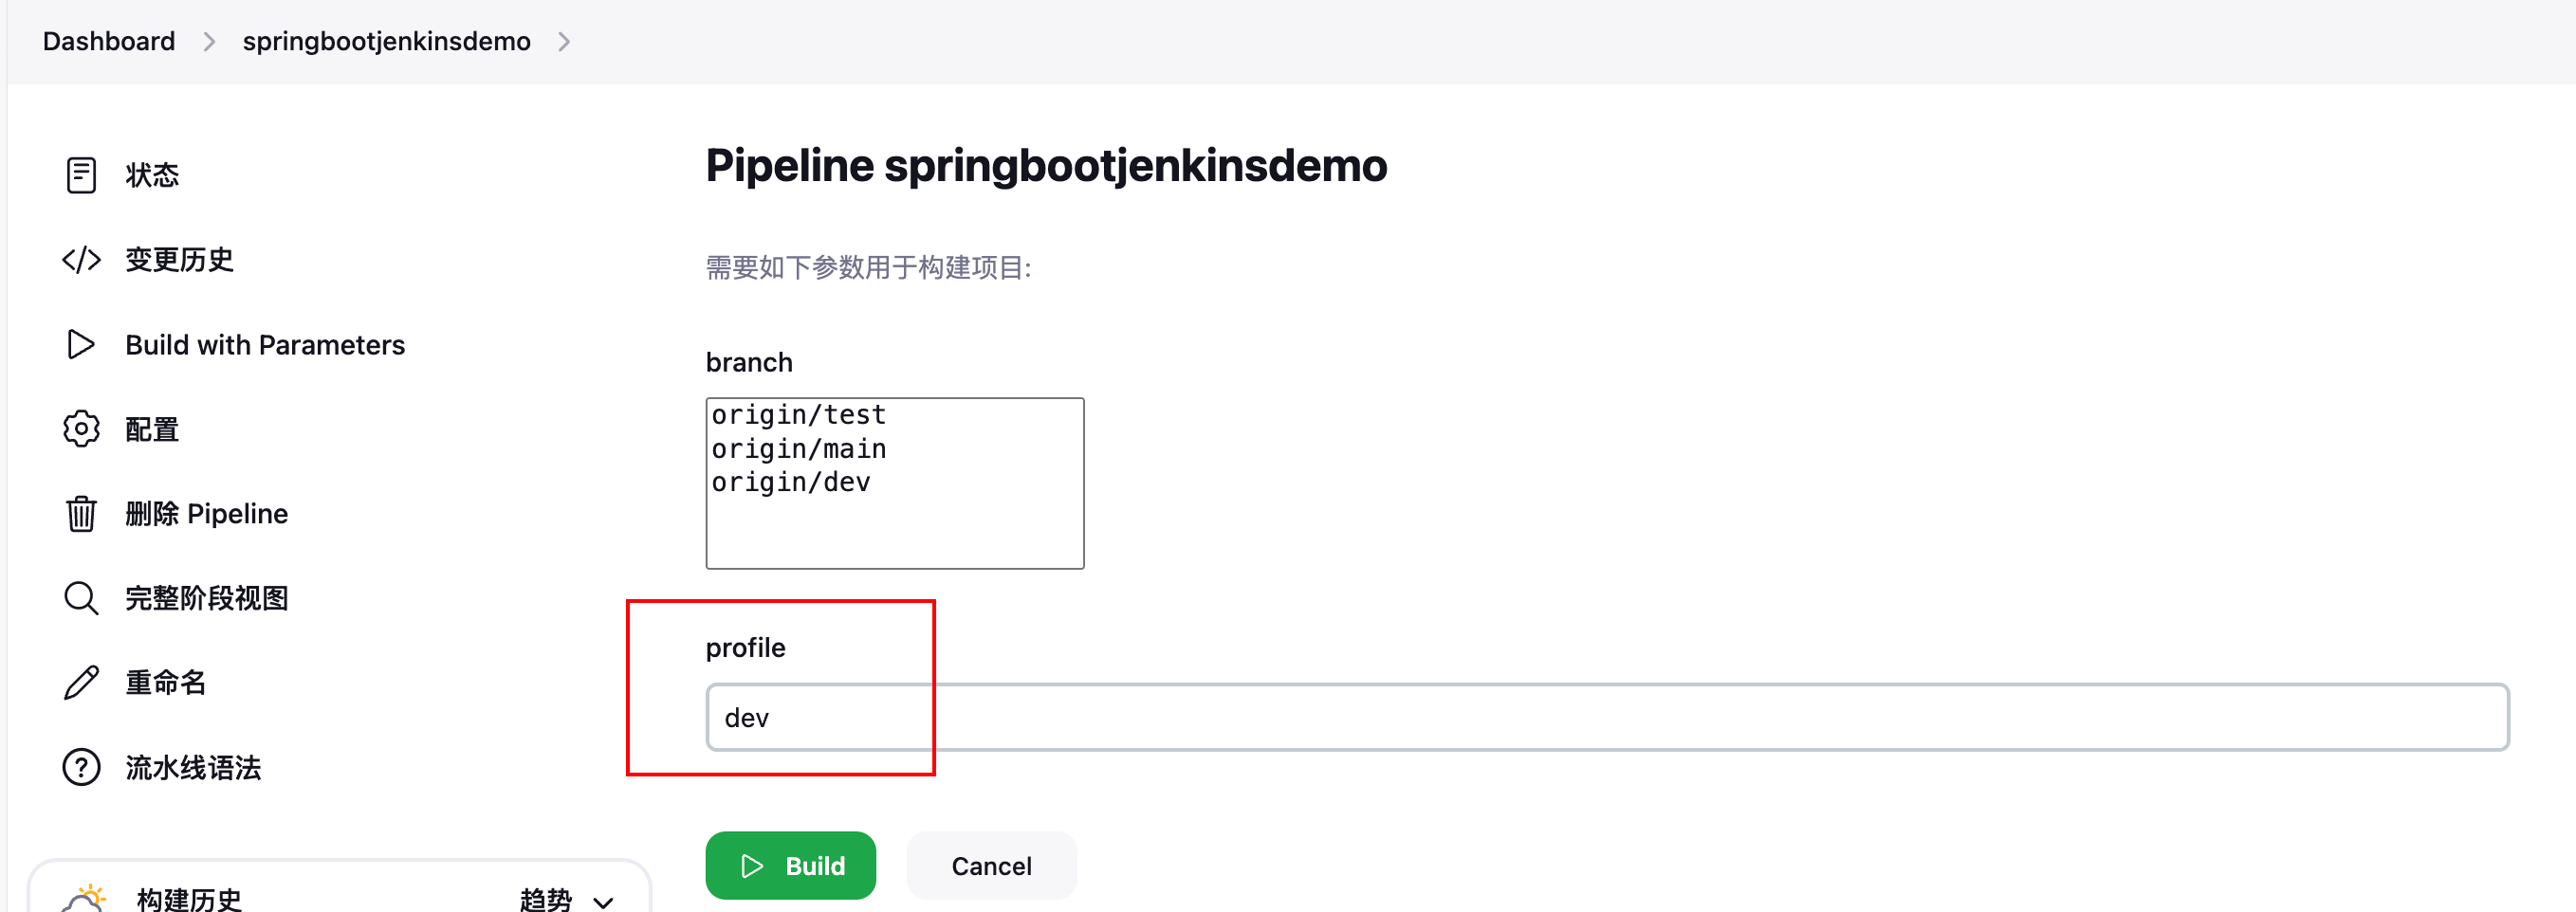 Dashboard > springbootjenkinsdemo >
状态
变更历史
Build with Parameters
配置
删除 Pipeline
完整阶段视图
重命名
流水线语法
构建历史 趋势
Pipeline springbootjenkinsdemo
需要如下参数用于构建项目:
branch
origin/test
origin/main
origin/dev
profile
dev
Build Cancel